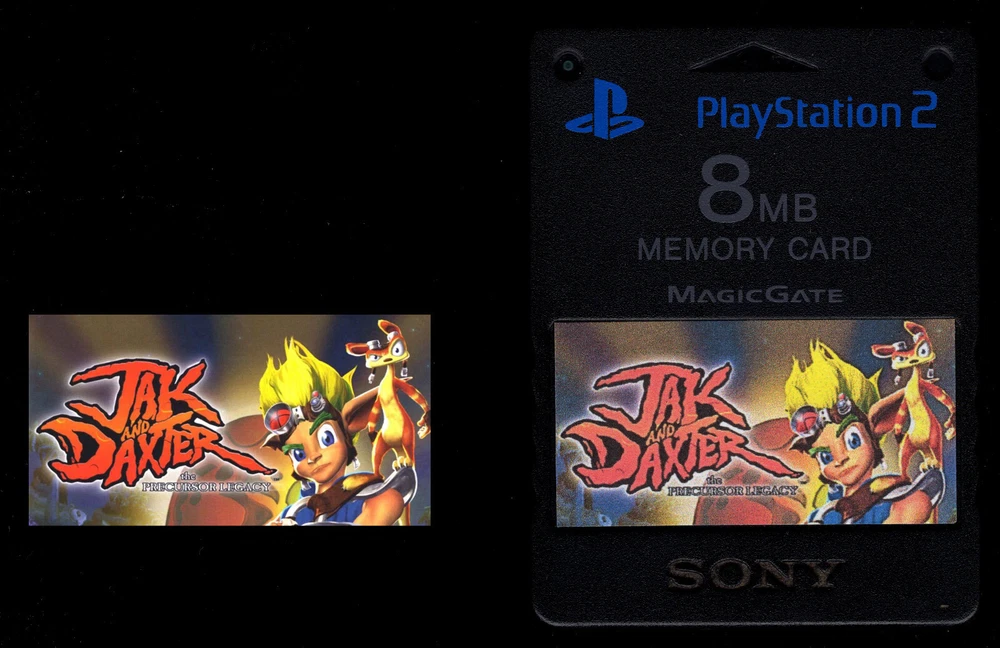 PlayStation 2
8MB
MEMORY CARD
MAGICGATE
JAK
AND
DAXTER
the
PRECURSOR LEGACY
JAK
AND
DAXTER
the
PRECURSOR LEGACY
SONY